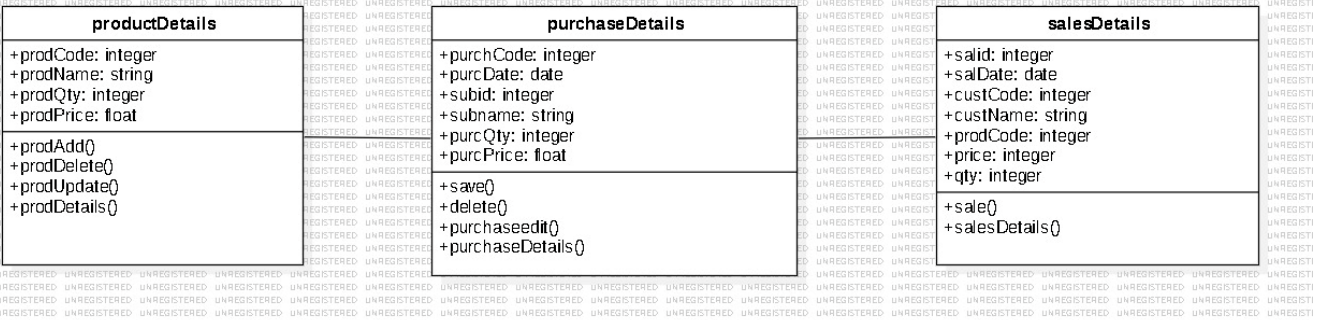 productDetails
+prodCode: integer
+prodName: string
+prodQty: integer
+prodPrice: float
+prodAdd()
+prodDelete()
+prodUpdate()
+prodDetails()
purchaseDetails
+purchCode: integer
+purcDate: date
+subid: integer
+subname: string
+purcQty: integer
+purcPrice: float
+save()
+delete()
+purchaseedit()
+purchaseDetails()
salesDetails
+salid: integer
+salDate: date
+custCode: integer
+custName: string
+prodCode: integer
+price: integer
+qty: integer
+sale()
+salesDetails()
UNREGISTERED